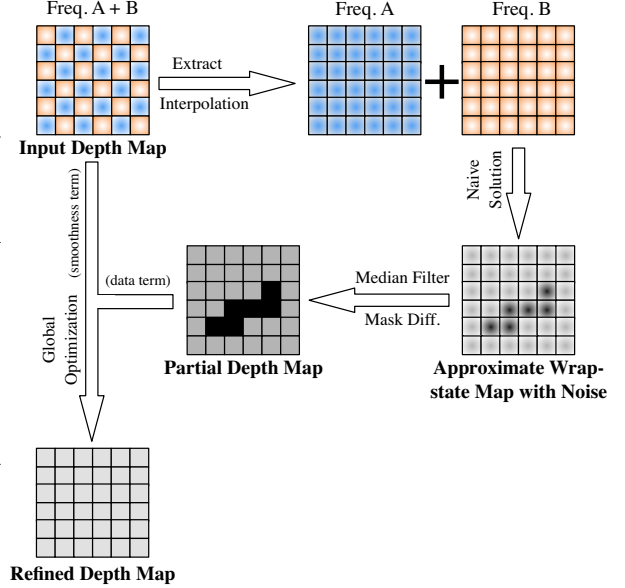 Freq. A + B
Freq. A
Freq. B
Extract
Interpolation
+
Input Depth Map
Naive
Solution
(smoothness term)
(data term)
Global
Optimization
Median Filter
Mask Diff.
Partial Depth Map
Approximate Wrap-
state Map with Noise
Refined Depth Map